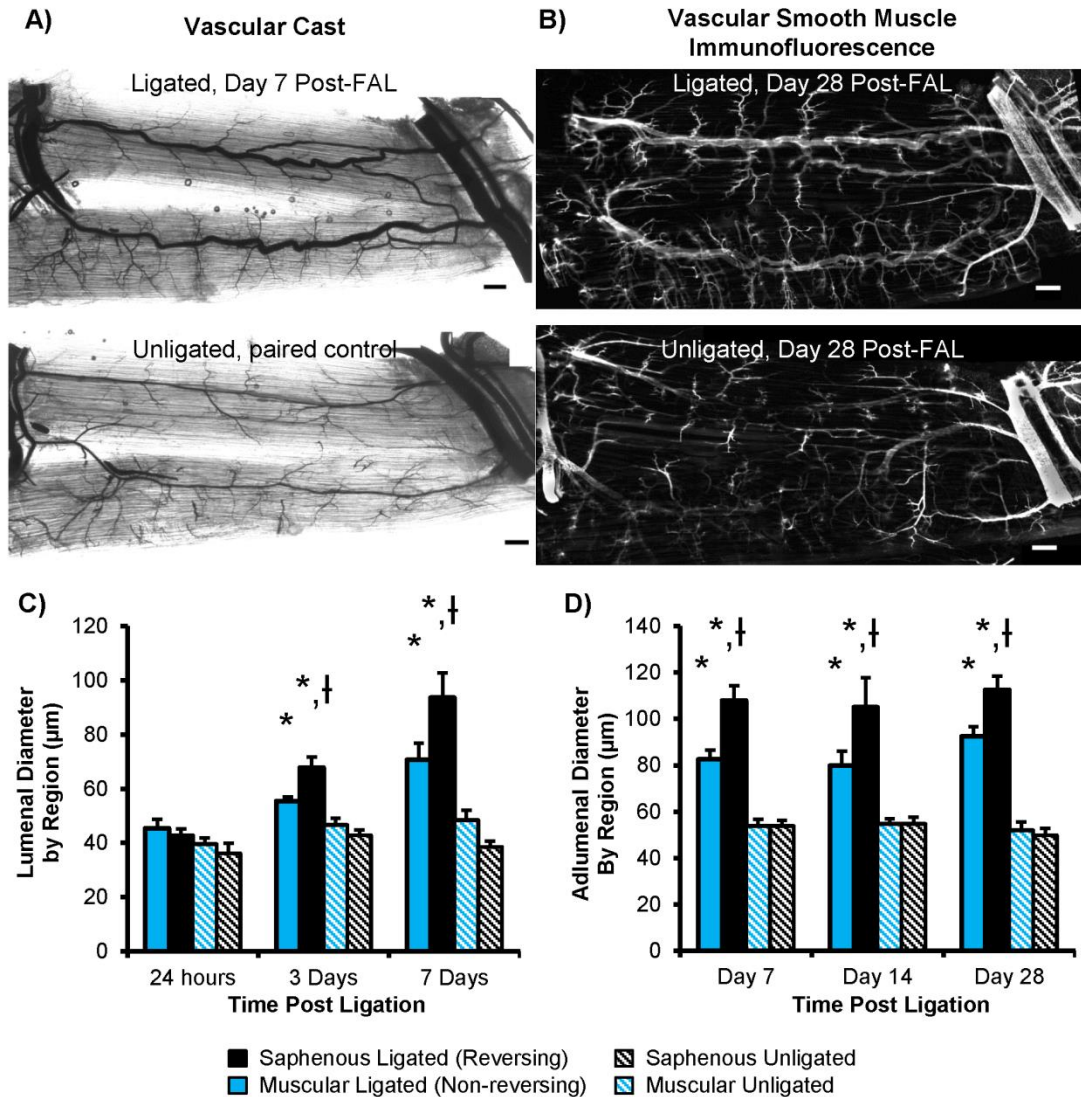 A)
Vascular Cast
Ligated, Day 7 Post-FAL
Unligated, paired control
B)
Vascular Smooth Muscle
Immunofluorescence
Ligated, Day 28 Post-FAL
Unligated, Day 28 Post-FAL
C)
Lumenal Diameter
by Region (µm)
120
100
80
60
40
20
0
*
*,ƚ
*
*,ƚ
24 hours
3 Days
7 Days
Time Post Ligation
D)
Adlumenal Diameter
By Region (µm)
140
120
100
80
60
40
20
0
*
*,ƚ
*
*,ƚ
*
*,ƚ
Day 7
Day 14
Day 28
Time Post Ligation
Saphenous Ligated (Reversing)
Saphenous Unligated
Muscular Ligated (Non-reversing)
Muscular Unligated